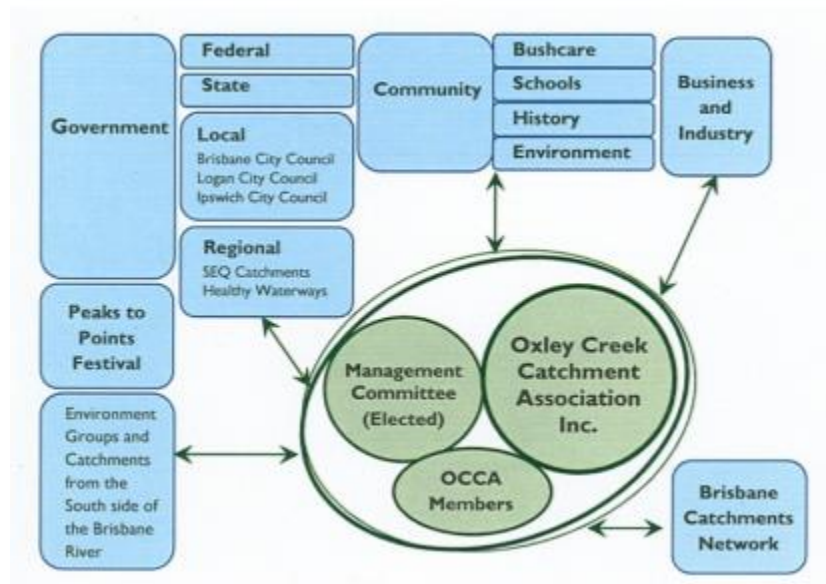 Government
Federal
State
Local
Brisbane City Council
Logan City Council
Ipswich City Council
Regional
SEQ Catchments
Healthy Waterways
Community
Bushcare
Schools
History
Environment
Business
and
Industry
Peaks to
Points
Festival
Environment
Groups and
Catchments
from the
South side of
the Brisbane
River
Management
Committee
(Elected)
Oxley Creek
Catchment
Association
Inc.
OCCA
Members
Brisbane
Catchments
Network